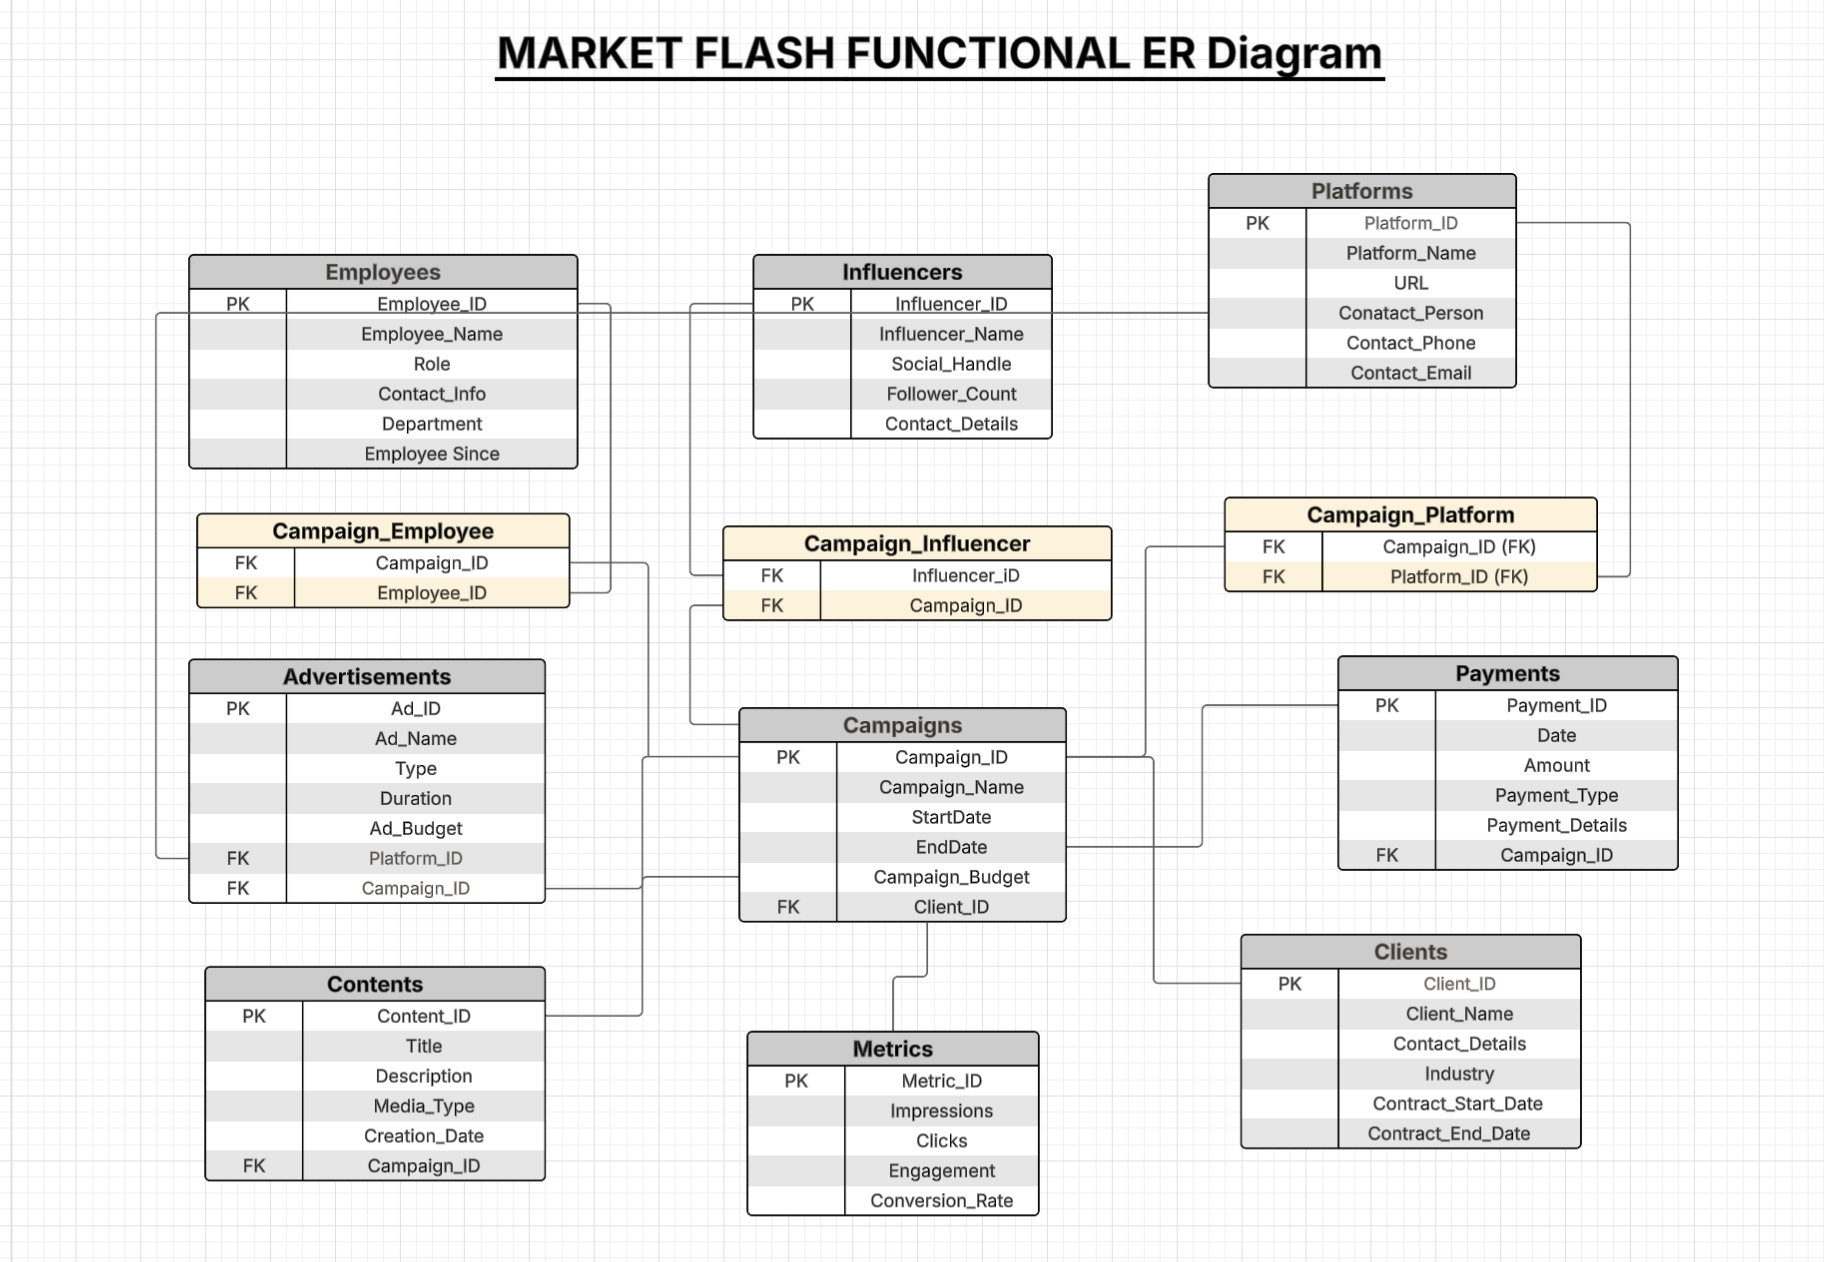 MARKET FLASH FUNCTIONAL ER Diagram
Platforms
PK Platform_ID
Platform_Name
URL
Conatact_Person
Contact_Phone
Contact_Email
Employees
PK Employee_ID
Employee_Name
Role
Contact_Info
Department
Employee Since
Influencers
PK Influencer_ID
Influencer_Name
Social_Handle
Follower_Count
Contact_Details
Campaign_Employee
FK Campaign_ID
FK Employee_ID
Campaign_Influencer
FK Influencer_iD
FK Campaign_ID
Campaign_Platform
FK Campaign_ID (FK)
FK Platform_ID (FK)
Advertisements
PK Ad_ID
Ad_Name
Type
Duration
Ad_Budget
FK Platform_ID
FK Campaign_ID
Campaigns
PK Campaign_ID
Campaign_Name
StartDate
EndDate
Campaign_Budget
FK Client_ID
Payments
PK Payment_ID
Date
Amount
Payment_Type
Payment_Details
FK Campaign_ID
Contents
PK Content_ID
Title
Description
Media_Type
Creation_Date
FK Campaign_ID
Metrics
PK Metric_ID
Impressions
Clicks
Engagement
Conversion_Rate
Clients
PK Client_ID
Client_Name
Contact_Details
Industry
Contract_Start_Date
Contract_End_Date